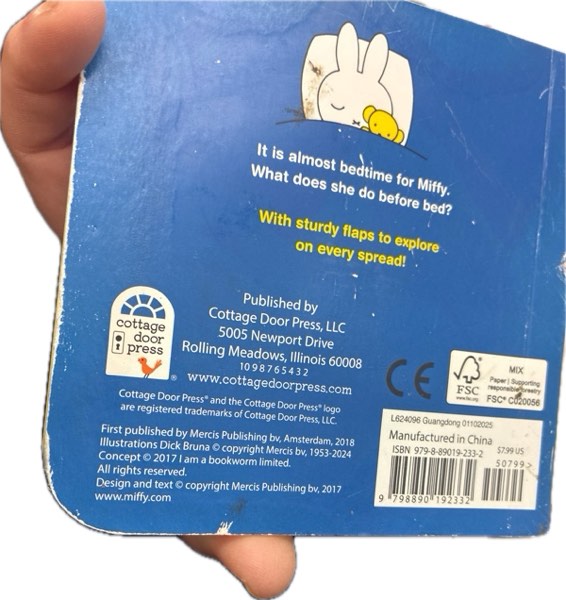 It is almost bedtime for Miffy.
What does she do before bed?
With sturdy flaps to explore
on every spread!
cottage
door
press
®
Published by
Cottage Door Press, LLC
5005 Newport Drive
Rolling Meadows, Illinois 60008
10 9 8 7 6 5 4 3 2
www.cottagedoorpress.com
Cottage Door Press® and the Cottage Door Press® logo
are registered trademarks of Cottage Door Press, LLC.
First published by Mercis Publishing bv, Amsterdam, 2018
Illustrations Dick Bruna © copyright Mercis bv, 1953-2024
Concept © 2017 I am a bookworm limited.
All rights reserved.
Design and text © copyright Mercis Publishing bv, 2017
www.miffy.com
CE
FSC
www.fsc.org
MIX
Paper | Supporting
responsible forestry
FSC® C020056
L624096 Guangdong 01102025
Manufactured in China
ISBN 979-8-89019-233-2
$7.99 US
50799>
9 798890 192332